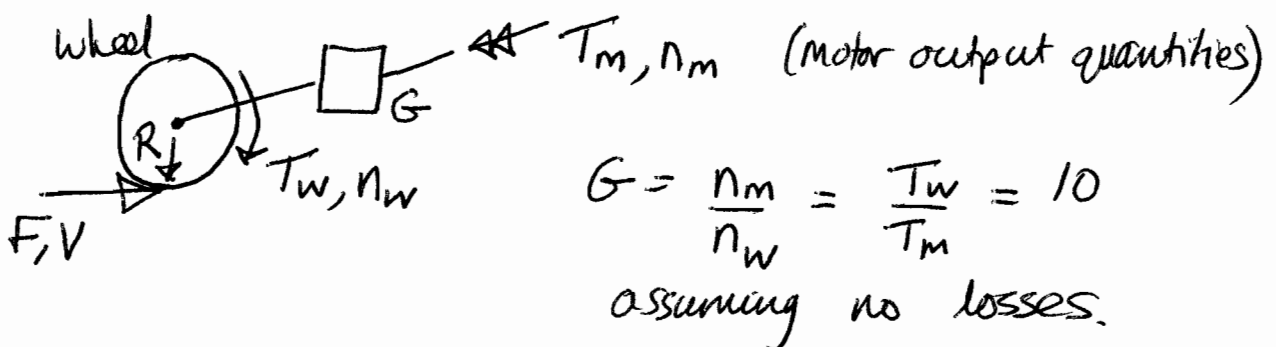 wheel
Tm, nm (motor output quantities)
G
R
Tw, nw
F, V
G = nm/nw = Tw/Tm = 10
assuming no losses.